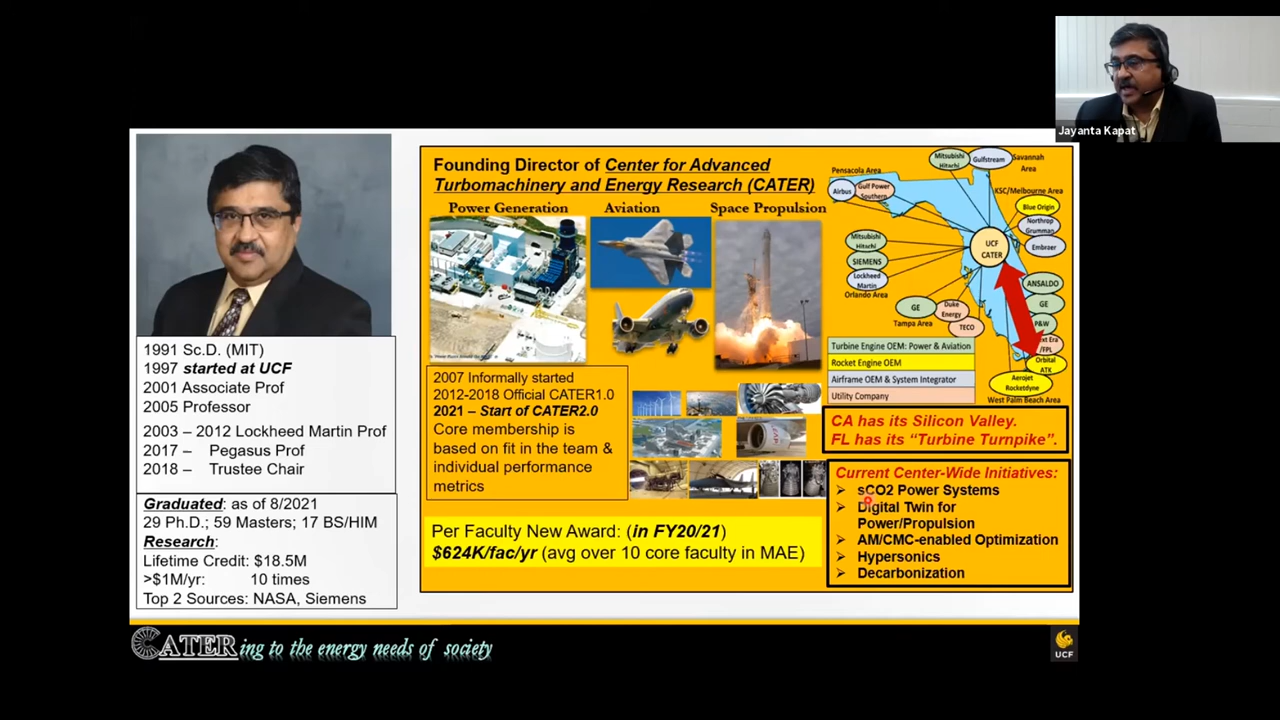 Jayanta Kapat
1991 Sc.D. (MIT)
1997 started at UCF
2001 Associate Prof
2005 Professor
2003 – 2012 Lockheed Martin Prof
2017 – Pegasus Prof
2018 – Trustee Chair
Graduated: as of 8/2021
29 Ph.D.; 59 Masters; 17 BS/HIM
Research:
Lifetime Credit: $18.5M
>$1M/yr: 10 times
Top 2 Sources: NASA, Siemens
Founding Director of Center for Advanced
Turbomachinery and Energy Research (CATER)
Power Generation
Aviation
Space Propulsion
2007 Informally started
2012-2018 Official CATER1.0
2021 – Start of CATER2.0
Core membership is
based on fit in the team &
individual performance
metrics
Per Faculty New Award: (in FY20/21)
$624K/fac/yr (avg over 10 core faculty in MAE)
Mitsubishi
Hitachi
Gulfstream
Savannah
Area
Pensacola Area
Airbus
Gulf Power
Southern
KSC/Melbourne Area
Blue Origin
Northrop
Grumman
Embraer
UCF
CATER
Mitsubishi
Hitachi
SIEMENS
Lockheed
Martin
Orlando Area
GE
Duke
Energy
TECO
Tampa Area
ANSALDO
GE
P&W
/FPL
Orbital
ATK
Aerojet
Rocketdyne
West Palm Beach Area
Turbine Engine OEM: Power & Aviation
Rocket Engine OEM
Airframe OEM & System Integrator
Utility Company
CA has its Silicon Valley.
FL has its “Turbine Turnpike”.
Current Center-Wide Initiatives:
➢ sCO2 Power Systems
➢ Digital Twin for
Power/Propulsion
➢ AM/CMC-enabled Optimization
➢ Hypersonics
➢ Decarbonization
CATERing to the energy needs of society
UCF